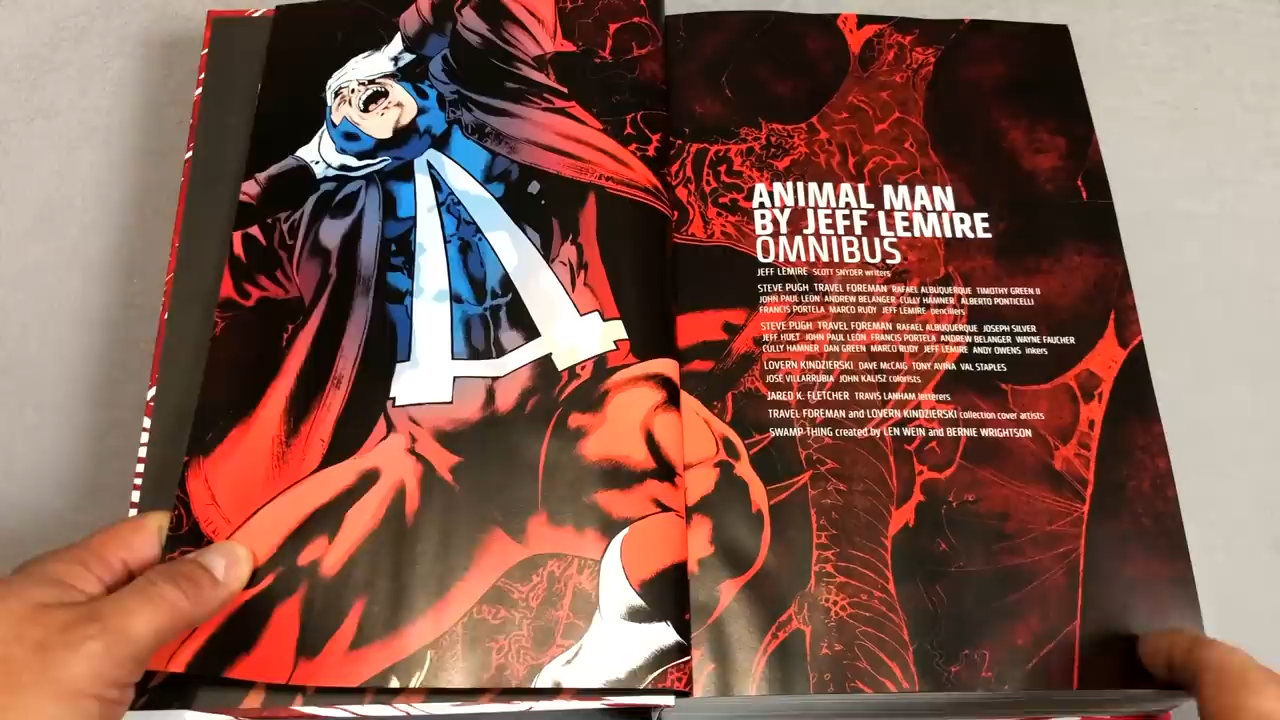 ANIMAL MAN
BY JEFF LEMIRE
OMNIBUS
JEFF LEMIRE SCOTT SNYDER writers
STEVE PUGH TRAVEL FOREMAN RAFAEL ALBUQUERQUE TIMOTHY GREEN II
JOHN PAUL LEON ANDREW BELANGER CULLY HAMNER ALBERTO PONTICELLI
FRANCIS PORTELA MARCO RUDY JEFF LEMIRE pencillers
STEVE PUGH TRAVEL FOREMAN RAFAEL ALBUQUERQUE JOSEPH SILVER
JEFF HUET JOHN PAUL LEON FRANCIS PORTELA ANDREW BELANGER WAYNE FAUCHER
CULLY HAMNER DAN GREEN MARCO RUDY JEFF LEMIRE ANDY OWENS inkers
LOVERN KINDZIERSKI DAVE McCAIG TONY AVIÑA VAL STAPLES
JOSÉ VILLARRUBIA JOHN KALISZ colorists
JARED K. FLETCHER TRAVIS LANHAM letterers
TRAVEL FOREMAN and LOVERN KINDZIERSKI collection cover artists
SWAMP THING created by LEN WEIN and BERNIE WRIGHTSON